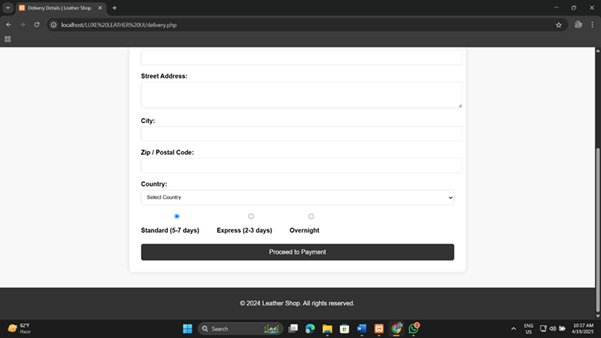 Delivery Details | Leather Shop
localhost/LUXE%20LEATHER%20UI/delivery.php
Street Address:
City:
Zip / Postal Code:
Country:
Select Country
Standard (5-7 days) Express (2-3 days) Overnight
Proceed to Payment
© 2024 Leather Shop. All rights reserved.
82°F
Haze
Search
ENG
US
10:57 AM
4/19/2025